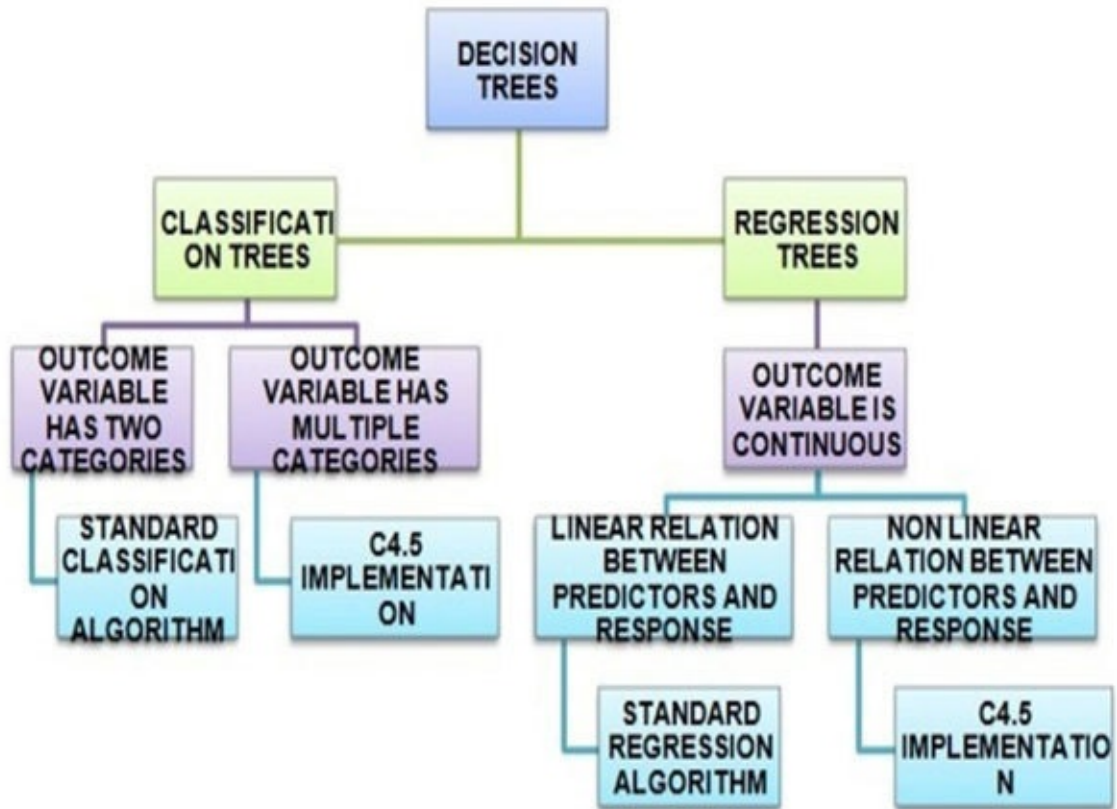 DECISION
TREES
CLASSIFICATI
ON TREES
REGRESSION
TREES
OUTCOME
VARIABLE
HAS TWO
CATEGORIES
OUTCOME
VARIABLE HAS
MULTIPLE
CATEGORIES
OUTCOME
VARIABLE IS
CONTINUOUS
STANDARD
CLASSIFICATI
ON
ALGORITHM
C4.5
IMPLEMENTATI
ON
LINEAR RELATION
BETWEEN
PREDICTORS AND
RESPONSE
NON LINEAR
RELATION BETWEEN
PREDICTORS AND
RESPONSE
STANDARD
REGRESSION
ALGORITHM
C4.5
IMPLEMENTATIO
N